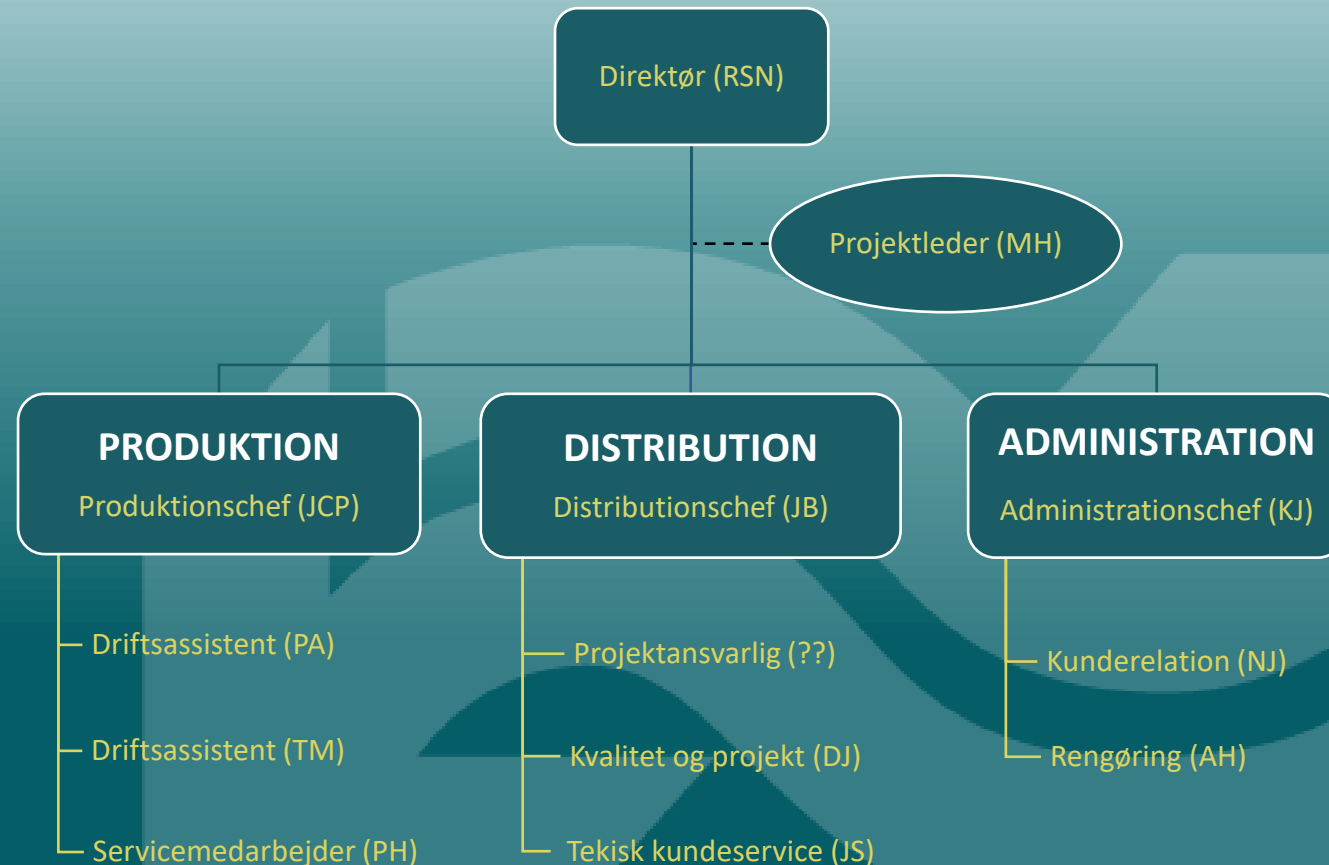 Direktør (RSN)
Projektleder (MH)
PRODUKTION
Produktionschef (JCP)
Driftsassistent (PA)
Driftsassistent (TM)
Servicemedarbejder (PH)
DISTRIBUTION
Distributionschef (JB)
Projektansvarlig (??)
Kvalitet og projekt (DJ)
Tekisk kundeservice (JS)
ADMINISTRATION
Administrationschef (KJ)
Kunderelation (NJ)
Rengøring (AH)